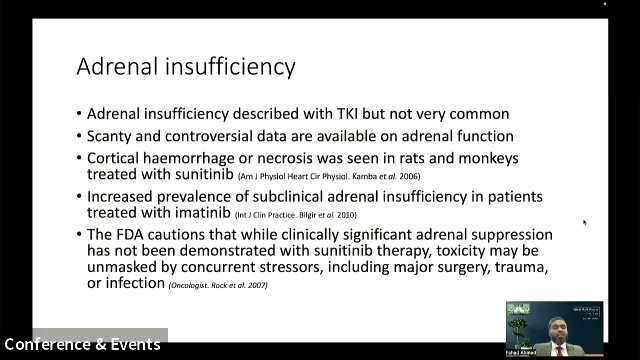 Adrenal insufficiency
• Adrenal insufficiency described with TKI but not very common
• Scanty and controversial data are available on adrenal function
• Cortical haemorrhage or necrosis was seen in rats and monkeys
treated with sunitinib (Am J Physiol Heart Cir Physiol. Kamba et al. 2006)
• Increased prevalence of subclinical adrenal insufficiency in patients
treated with imatinib (Int J Clin Practice. Bilgir et al. 2010)
• The FDA cautions that while clinically significant adrenal suppression
has not been demonstrated with sunitinib therapy, toxicity may be
unmasked by concurrent stressors, including major surgery, trauma,
or infection (Oncologist. Rock et al. 2007)
Fahad Ahmed
Conference & Events